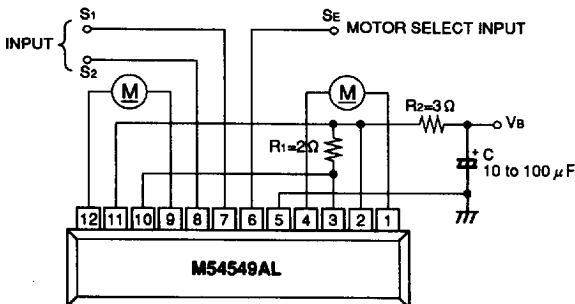 S1
INPUT
S2
SE MOTOR SELECT INPUT
M
M
R2=3Ω
VB
R1=2Ω
+
C
10 to 100 μF
12 11 10 9 8 7 6 5 4 3 2 1
M54549AL